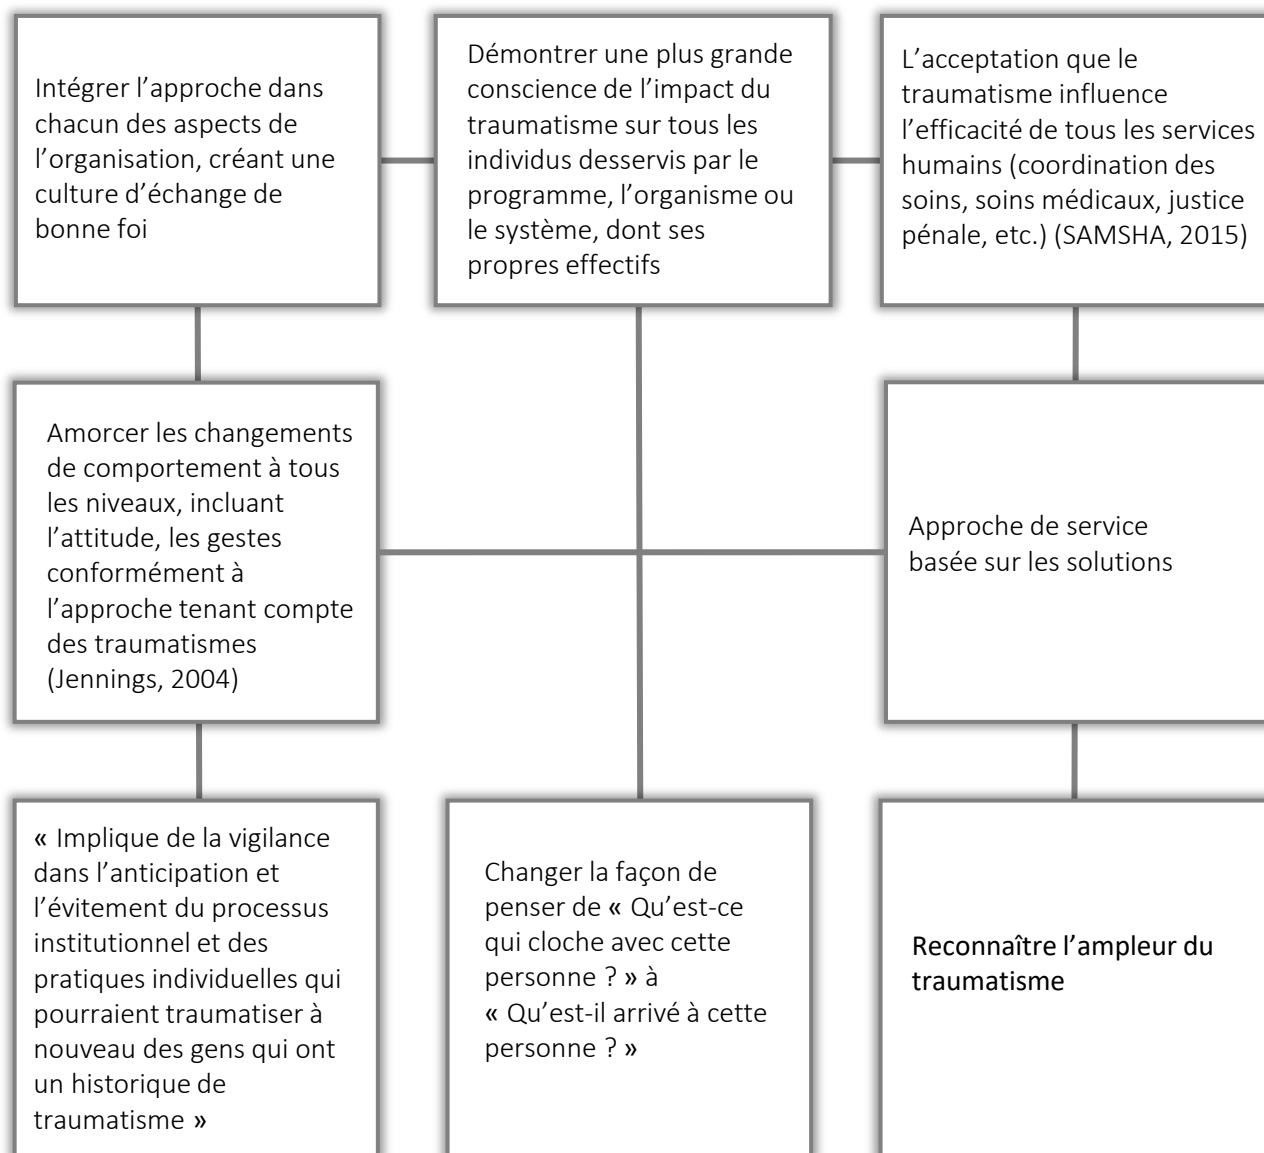 Intégrer l’approche dans
chacun des aspects de
l’organisation, créant une
culture d’échange de
bonne foi
Démontrer une plus grande
conscience de l’impact du
traumatisme sur tous les
individus desservis par le
programme, l’organisme ou
le système, dont ses
propres effectifs
L’acceptation que le
traumatisme influence
l’efficacité de tous les services
humains (coordination des
soins, soins médicaux, justice
pénale, etc.) (SAMSHA, 2015)
Amorcer les changements
de comportement à tous
les niveaux, incluant
l’attitude, les gestes
conformément à
l’approche tenant compte
des traumatismes
(Jennings, 2004)
Approche de service
basée sur les solutions
« Implique de la vigilance
dans l’anticipation et
l’évitement du processus
institutionnel et des
pratiques individuelles qui
pourraient traumatiser à
nouveau des gens qui ont
un historique de
traumatisme »
Changer la façon de
penser de « Qu’est-ce
qui cloche avec cette
personne ? » à
« Qu’est-il arrivé à cette
personne ? »
Reconnaître l’ampleur du
traumatisme